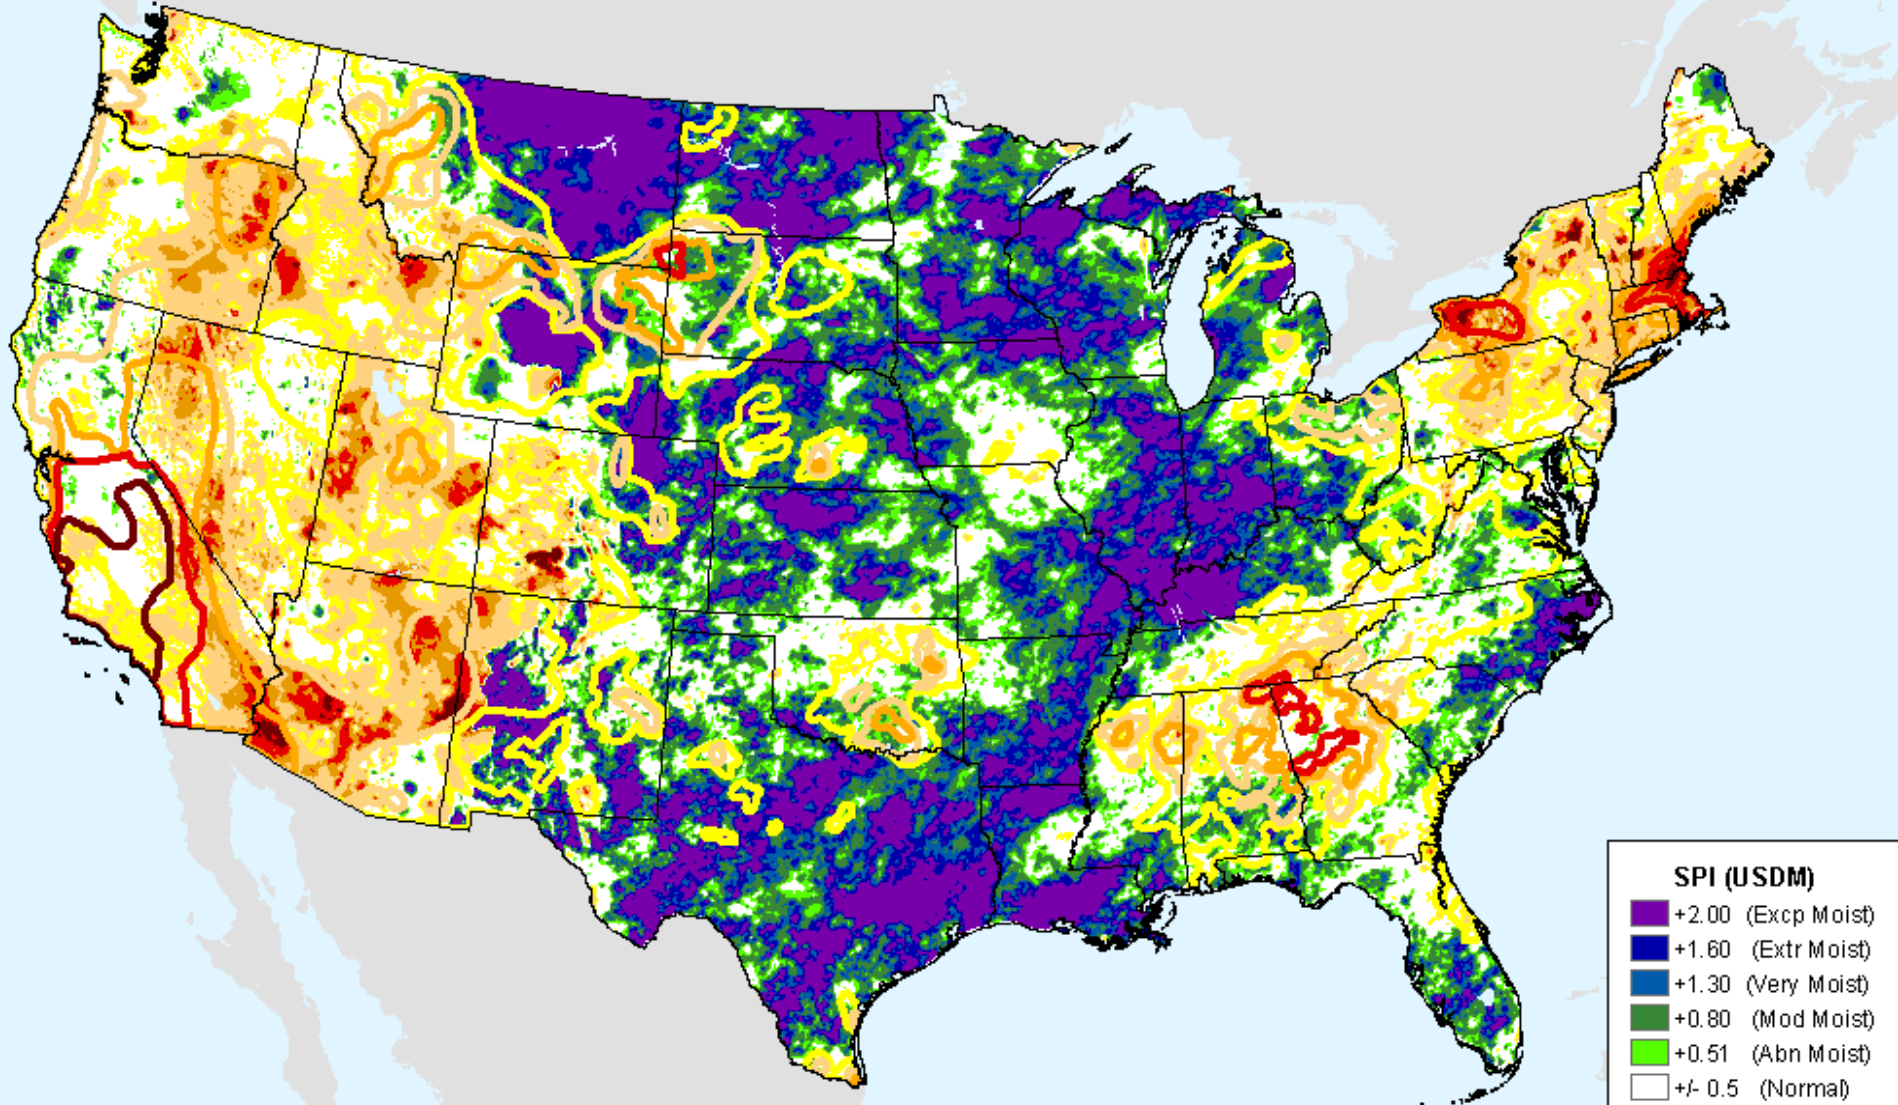 SPI (USDM)
+2.00 (Excp Moist)
+1.60 (Extr Moist)
+1.30 (Very Moist)
+0.80 (Mod Moist)
+0.51 (Abn Moist)
+/- 0.5 (Normal)